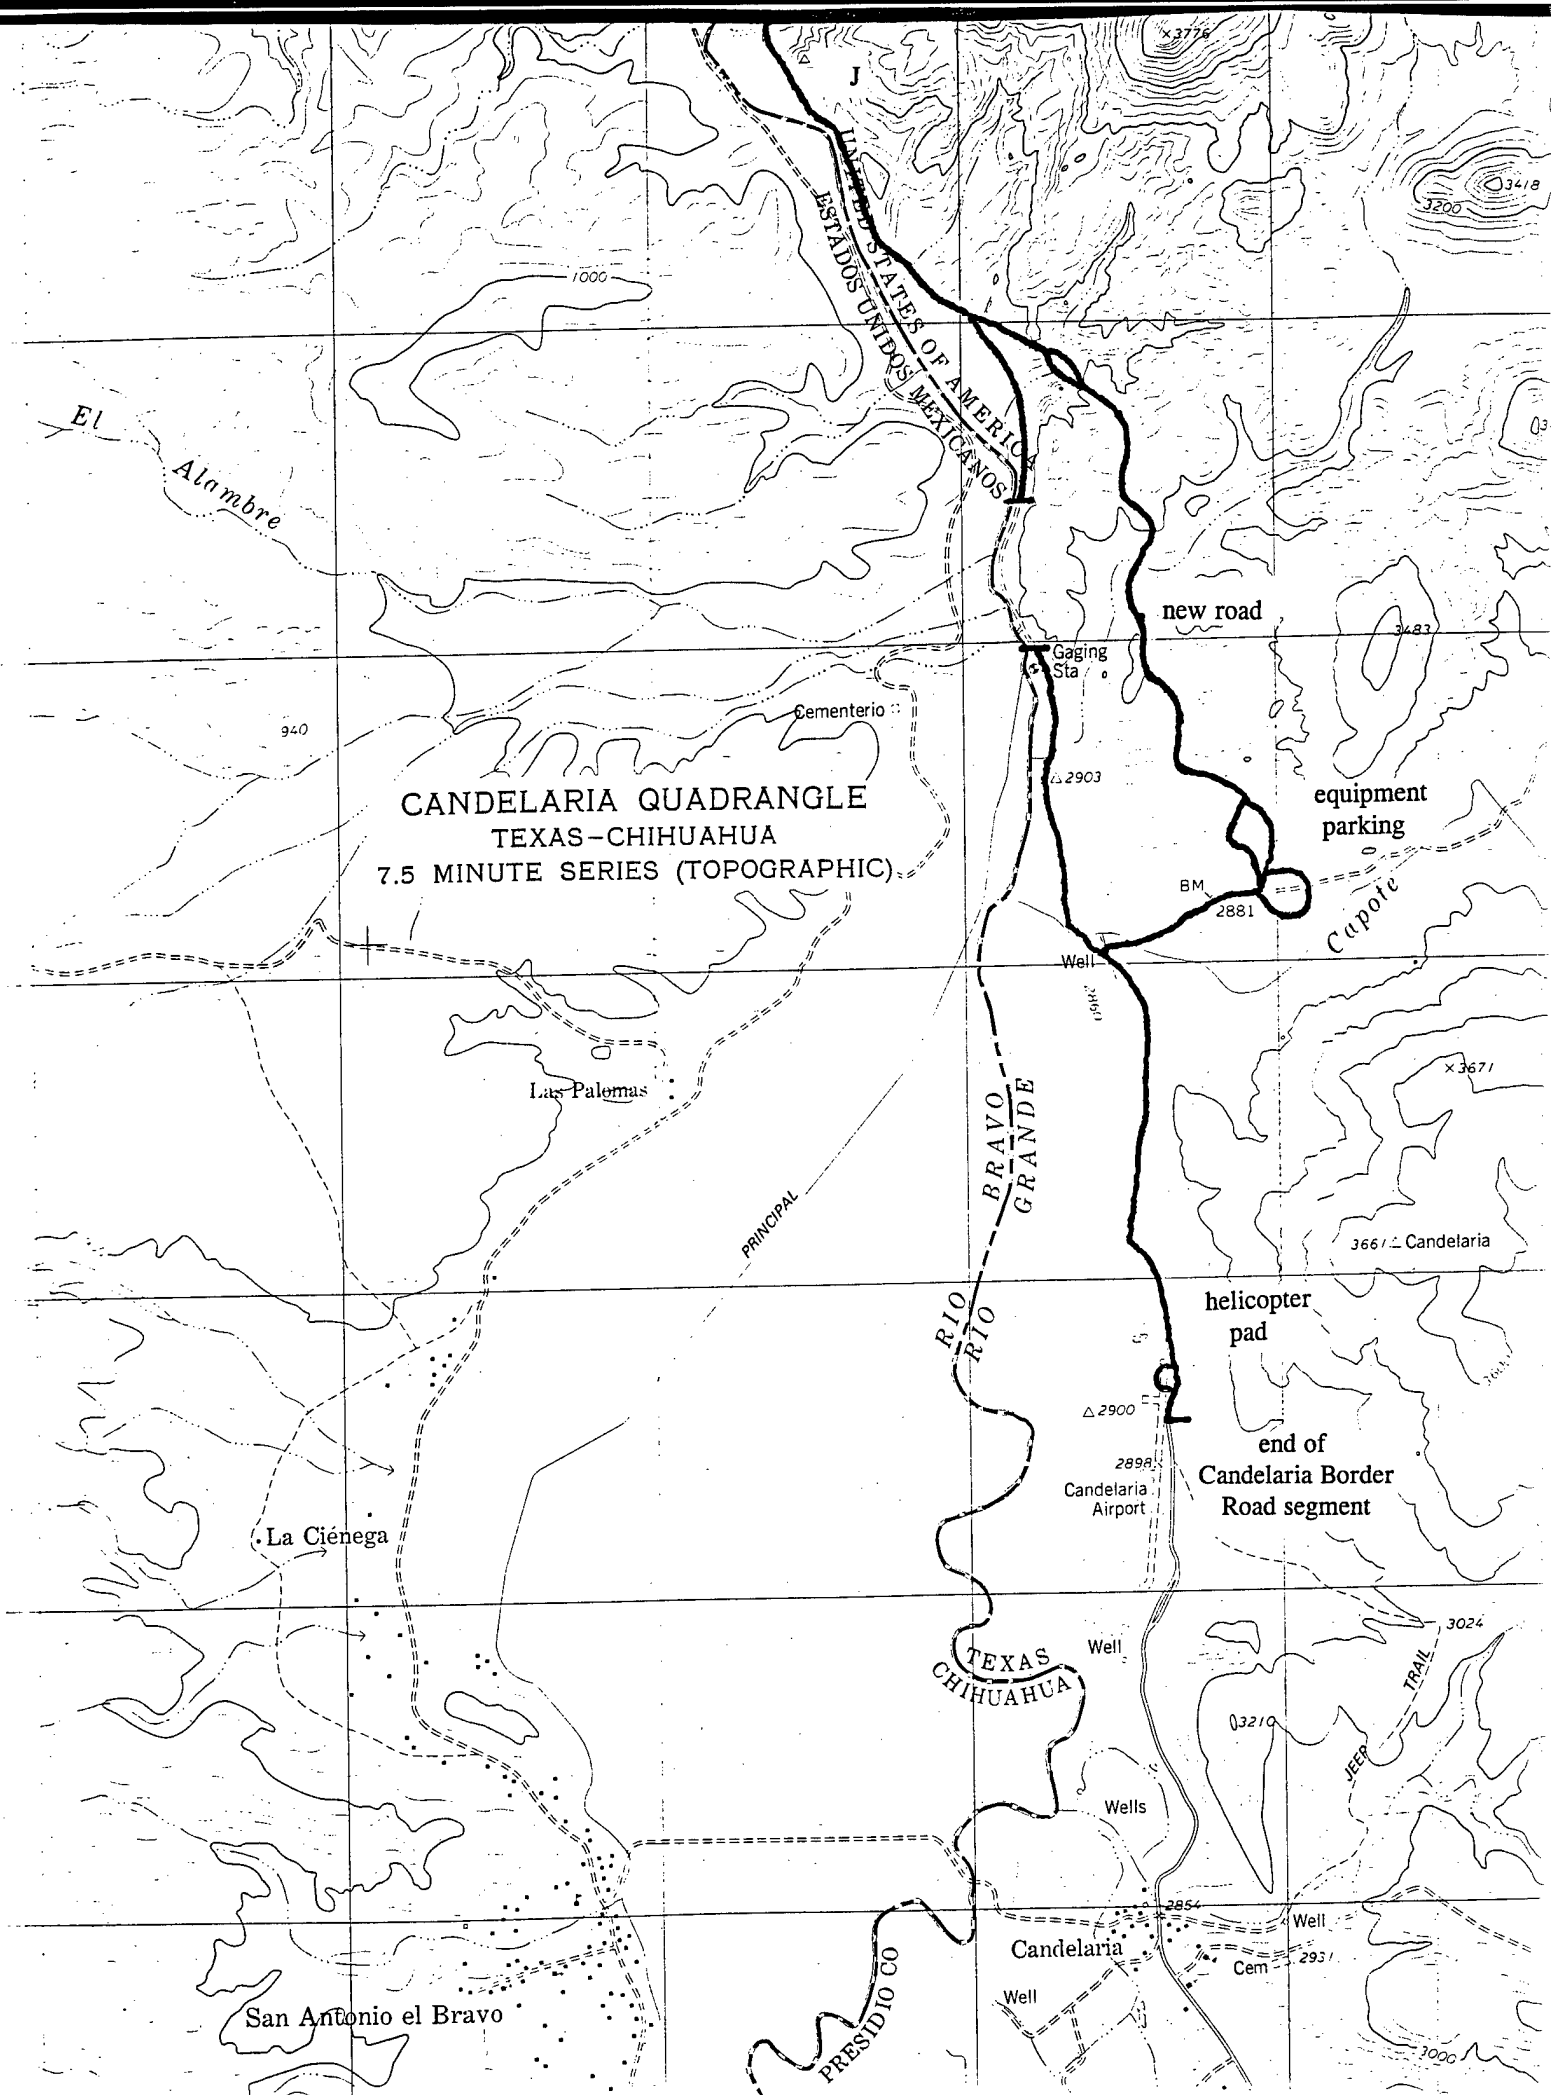 ×3776
J
3418
3200
UNITED STATES OF AMERICA
ESTADOS UNIDOS MEXICANOS
1000
El
Alambre
new road
3483
Gaging
Sta
Cementerio
940
2903
CANDELARIA QUADRANGLE
TEXAS–CHIHUAHUA
7.5 MINUTE SERIES (TOPOGRAPHIC)
equipment
parking
BM
2881
Capote
Well
2860
×3671
Las Palomas
BRAVO
GRANDE
PRINCIPAL
3661 Candelaria
helicopter
pad
RIO
RIO
2900
end of
Candelaria Border
Road segment
2898
Candelaria
Airport
La Ciénega
3024
Well
TEXAS
CHIHUAHUA
TRAIL
JEEP
3210
Wells
2854
Well
Candelaria
2931
Cem
Well
San Antonio el Bravo
PRESIDIO CO
3000